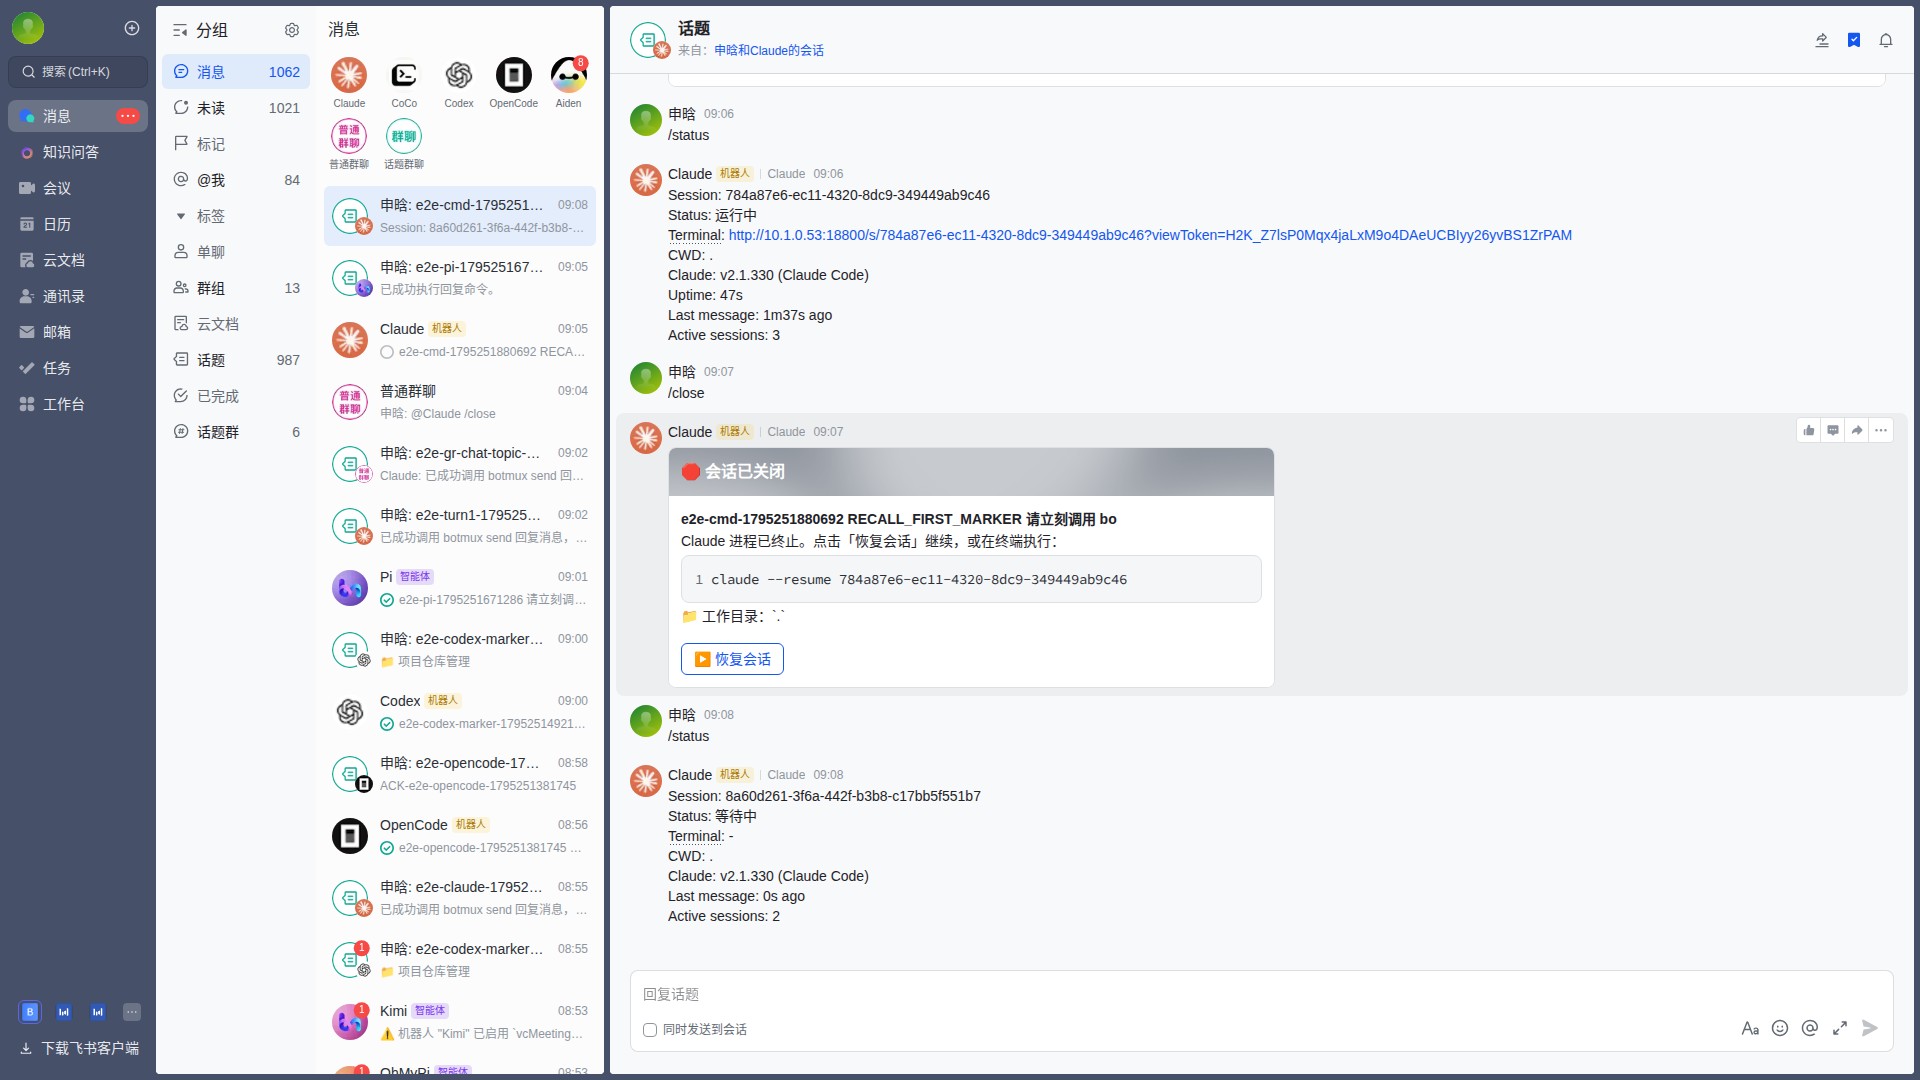 搜索 (Ctrl+K)
消息
知识问答
会议
日历
云文档
通讯录
邮箱
任务
工作台
下载飞书客户端
分组
消息 1062
未读 1021
标记
@我 84
标签
单聊
群组 13
云文档
话题 987
已完成
话题群 6
消息
Claude
CoCo
Codex
OpenCode
8
Aiden
普通
群聊
普通群聊
群聊
话题群聊
申晗: e2e-cmd-1795251... 09:08
Session: 8a60d261-3f6a-442f-b3b8-...
申晗: e2e-pi-179525167... 09:05
已成功执行回复命令。
Claude 机器人 09:05
e2e-cmd-1795251880692 RECA...
普通群聊 09:04
申晗: @Claude /close
申晗: e2e-gr-chat-topic-... 09:02
Claude: 已成功调用 botmux send 回...
申晗: e2e-turn1-179525... 09:02
已成功调用 botmux send 回复消息，...
Pi 智能体 09:01
e2e-pi-1795251671286 请立刻调...
申晗: e2e-codex-marker... 09:00
📁 项目仓库管理
Codex 机器人 09:00
e2e-codex-marker-17952514921...
申晗: e2e-opencode-17... 08:58
ACK-e2e-opencode-1795251381745
OpenCode 机器人 08:56
e2e-opencode-1795251381745 ...
申晗: e2e-claude-17952... 08:55
已成功调用 botmux send 回复消息，...
1
申晗: e2e-codex-marker... 08:55
📁 项目仓库管理
1
Kimi 智能体 08:53
⚠️ 机器人 "Kimi" 已启用 `vcMeeting...
1
OhMyPi 智能体 08:53
话题
来自：申晗和Claude的会话
申晗 09:06
/status
Claude 机器人 | Claude 09:06
Session: 784a87e6-ec11-4320-8dc9-349449ab9c46
Status: 运行中
Terminal: http://10.1.0.53:18800/s/784a87e6-ec11-4320-8dc9-349449ab9c46?viewToken=H2K_Z7lsP0Mqx4jaLxM9o4DAeUCBIyy26yvBS1ZrPAM
CWD: .
Claude: v2.1.330 (Claude Code)
Uptime: 47s
Last message: 1m37s ago
Active sessions: 3
申晗 09:07
/close
Claude 机器人 | Claude 09:07
🛑 会话已关闭
e2e-cmd-1795251880692 RECALL_FIRST_MARKER 请立刻调用 bo
Claude 进程已终止。点击「恢复会话」继续，或在终端执行：
1 claude --resume 784a87e6-ec11-4320-8dc9-349449ab9c46
📁 工作目录：`.`
▶️ 恢复会话
申晗 09:08
/status
Claude 机器人 | Claude 09:08
Session: 8a60d261-3f6a-442f-b3b8-c17bb5f551b7
Status: 等待中
Terminal: -
CWD: .
Claude: v2.1.330 (Claude Code)
Last message: 0s ago
Active sessions: 2
回复话题
同时发送到会话